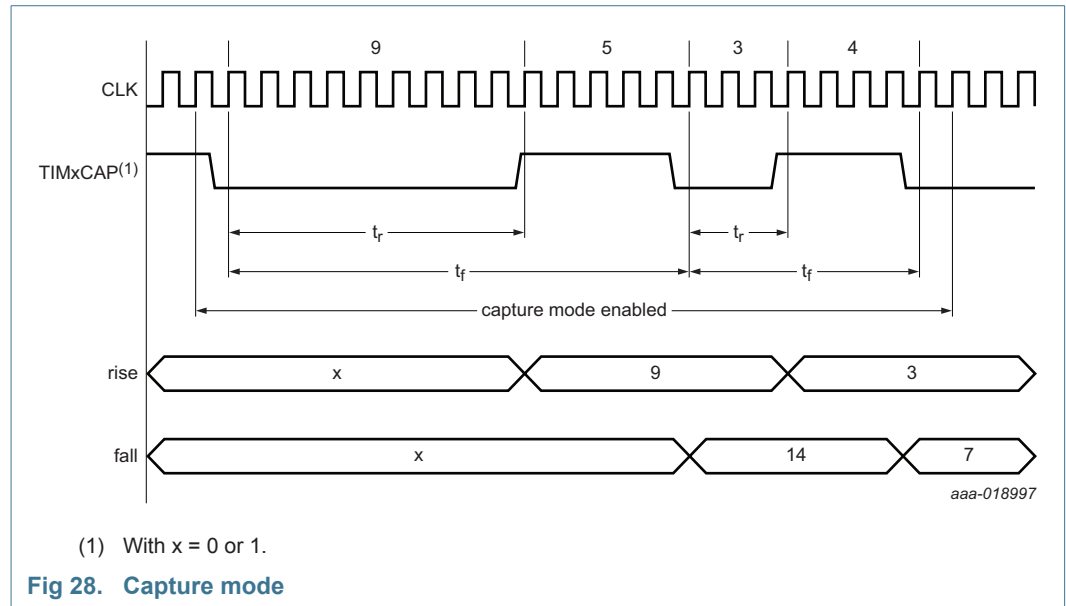 9 5 3 4
CLK
TIMxCAP(1)
tr tr
tf tf
capture mode enabled
rise x 9 3
fall x 14 7
aaa-018997
(1) With x = 0 or 1.
Fig 28. Capture mode